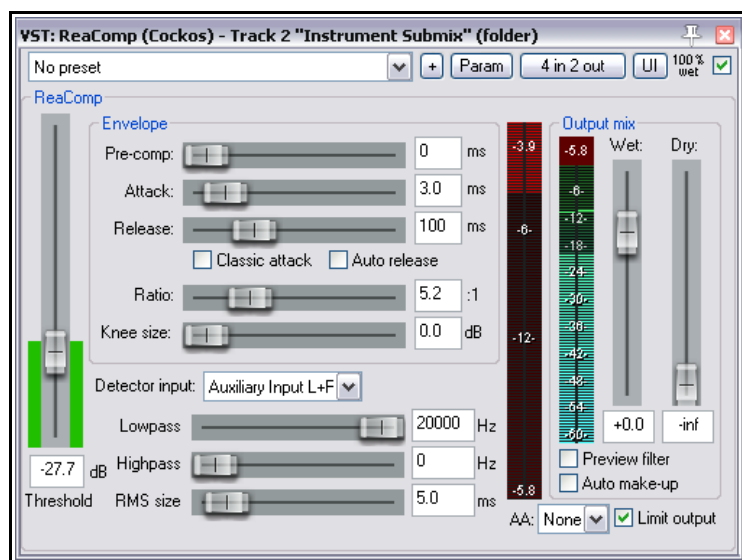 VST: ReaComp (Cockos) - Track 2 "Instrument Submix" (folder)
No preset + Param 4 in 2 out UI 100% wet
ReaComp
Envelope
Pre-comp: 0 ms
Attack: 3.0 ms
Release: 100 ms
Classic attack Auto release
Ratio: 5.2 :1
Knee size: 0.0 dB
Detector input: Auxiliary Input L+F
Lowpass 20000 Hz
Highpass 0 Hz
RMS size 5.0 ms
-27.7 dB
Threshold
-3.9
-6-
-12-
-5.8
Output mix
Wet: Dry:
-5.8
-6-
-12-
-18-
-24-
-30-
-36-
-42-
-48-
-54-
-60-
+0.0 -inf
Preview filter
Auto make-up
AA: None Limit output